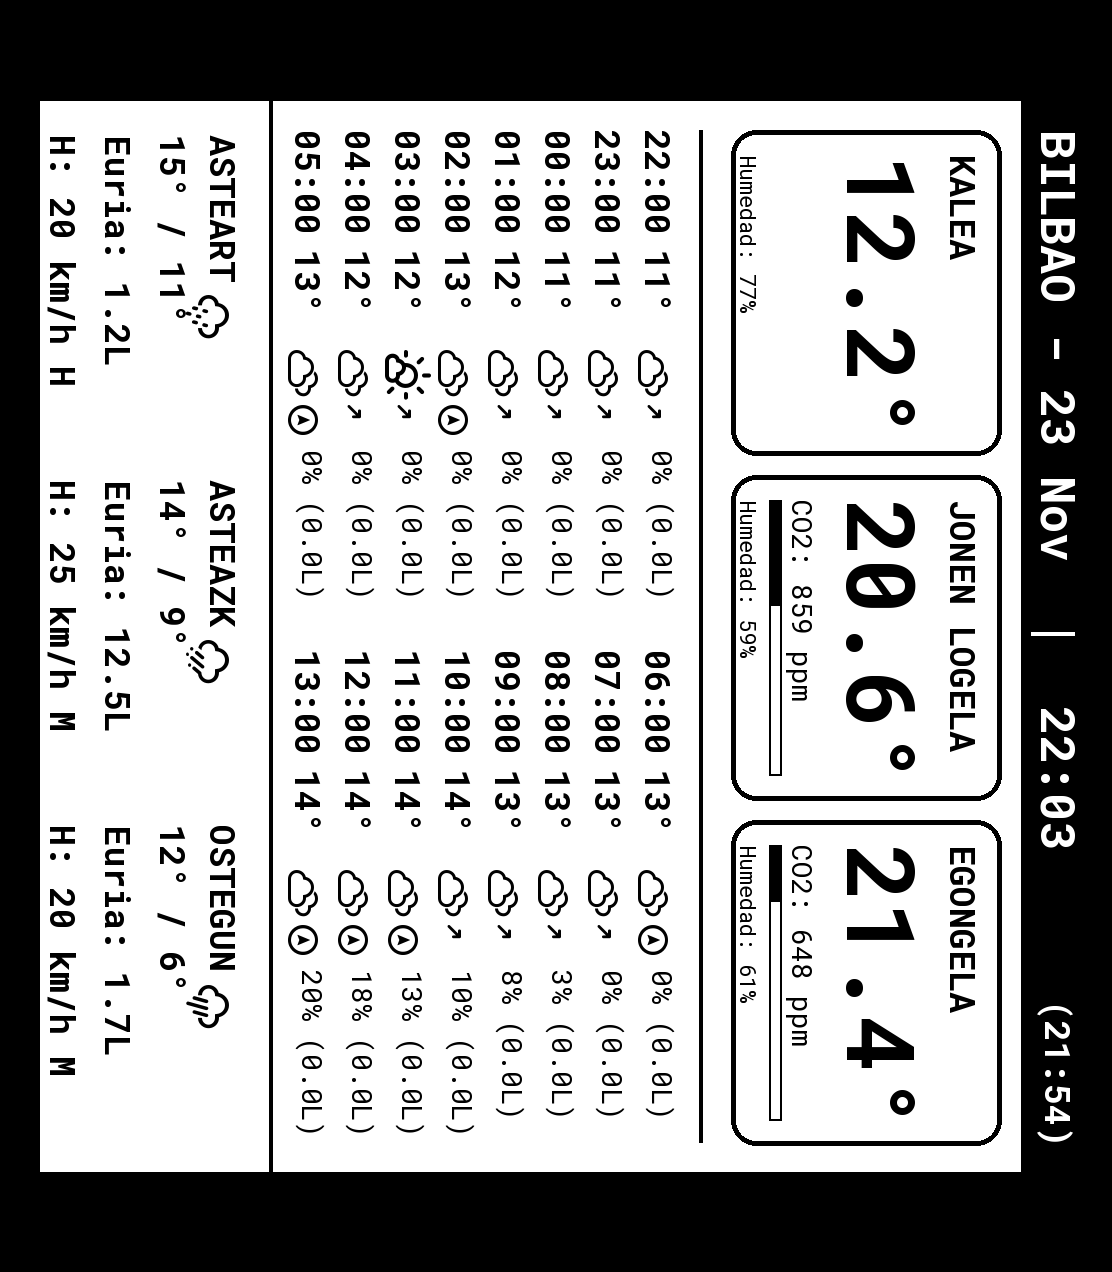 BILBAO - 23 Nov | 22:03 (21:54)
KALEA
12.2°
Humedad: 77%
JONEN LOGELA
20.6°
CO2: 859 ppm
Humedad: 59%
EGONGELA
21.4°
CO2: 648 ppm
Humedad: 61%
22:00 11° 0% (0.0L)
23:00 11° 0% (0.0L)
00:00 11° 0% (0.0L)
01:00 12° 0% (0.0L)
02:00 13° 0% (0.0L)
03:00 12° 0% (0.0L)
04:00 12° 0% (0.0L)
05:00 13° 0% (0.0L)
06:00 13° 0% (0.0L)
07:00 13° 0% (0.0L)
08:00 13° 3% (0.0L)
09:00 13° 8% (0.0L)
10:00 14° 10% (0.0L)
11:00 14° 13% (0.0L)
12:00 14° 18% (0.0L)
13:00 14° 20% (0.0L)
ASTEART
15° / 11°
Euria: 1.2L
H: 20 km/h H
ASTEAZK
14° / 9°
Euria: 12.5L
H: 25 km/h M
OSTEGUN
12° / 6°
Euria: 1.7L
H: 20 km/h M